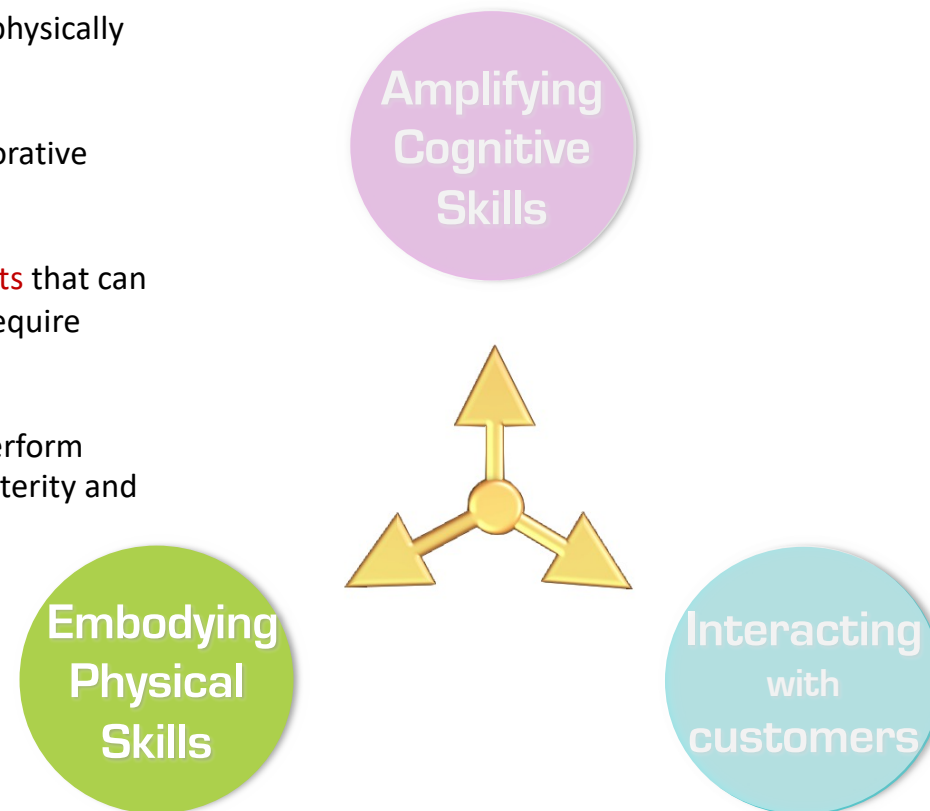 physically
orative
ts that can
equire
erform
terity and
Amplifying
Cognitive
Skills
Embodying
Physical
Skills
Interacting
with
customers